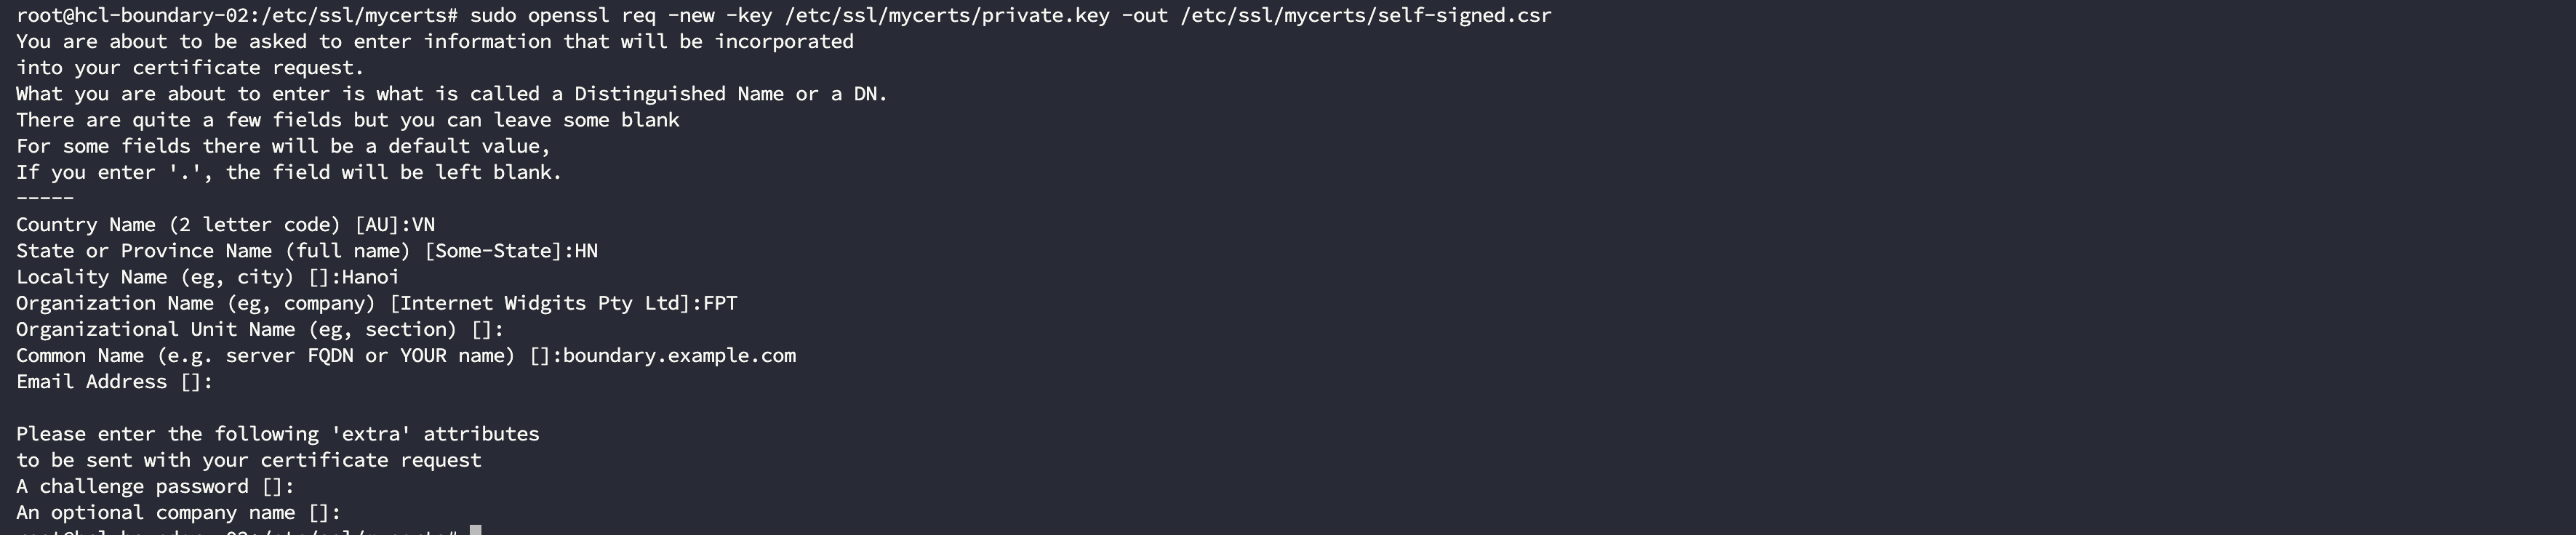 root@hcl-boundary-02:/etc/ssl/mycerts# sudo openssl req -new -key /etc/ssl/mycerts/private.key -out /etc/ssl/mycerts/self-signed.csr
You are about to be asked to enter information that will be incorporated
into your certificate request.
What you are about to enter is what is called a Distinguished Name or a DN.
There are quite a few fields but you can leave some blank
For some fields there will be a default value,
If you enter '.', the field will be left blank.
-----
Country Name (2 letter code) [AU]:VN
State or Province Name (full name) [Some-State]:HN
Locality Name (eg, city) []:Hanoi
Organization Name (eg, company) [Internet Widgits Pty Ltd]:FPT
Organizational Unit Name (eg, section) []:
Common Name (e.g. server FQDN or YOUR name) []:boundary.example.com
Email Address []:
Please enter the following 'extra' attributes
to be sent with your certificate request
A challenge password []:
An optional company name []:
root@hcl-boundary-02:/etc/ssl/mycerts#